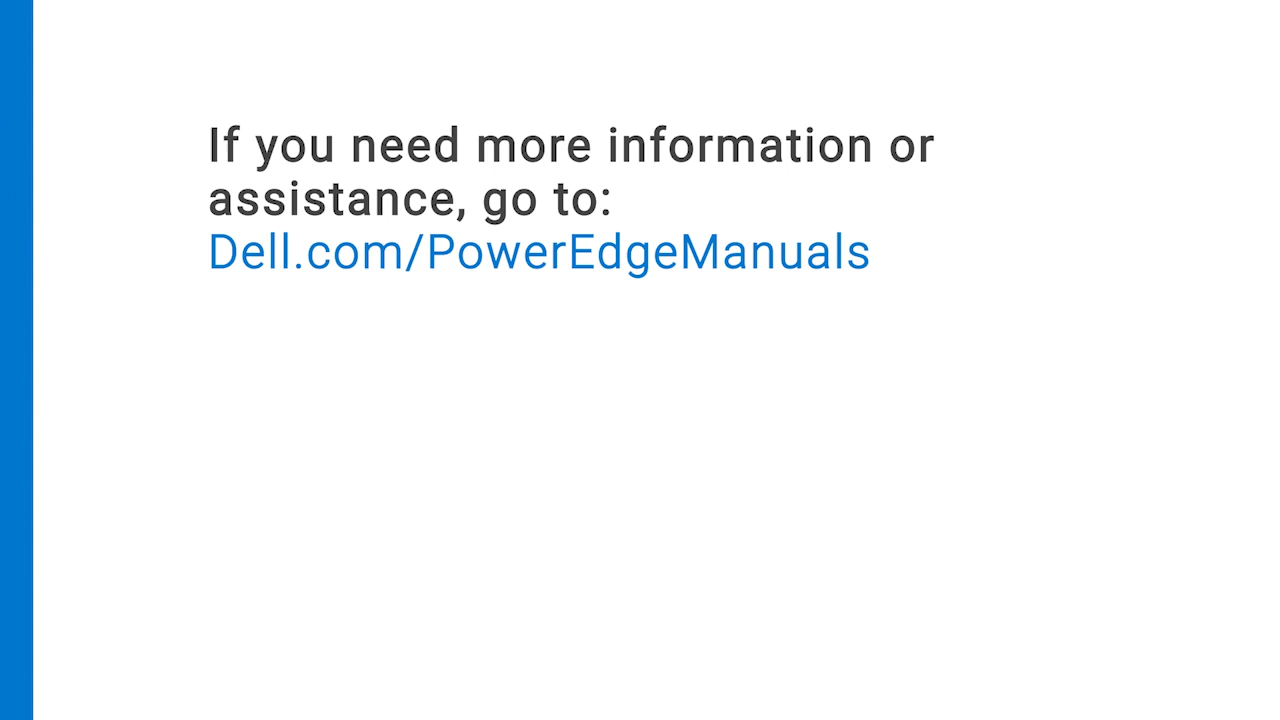 If you need more information or
assistance, go to:
Dell.com/PowerEdgeManuals